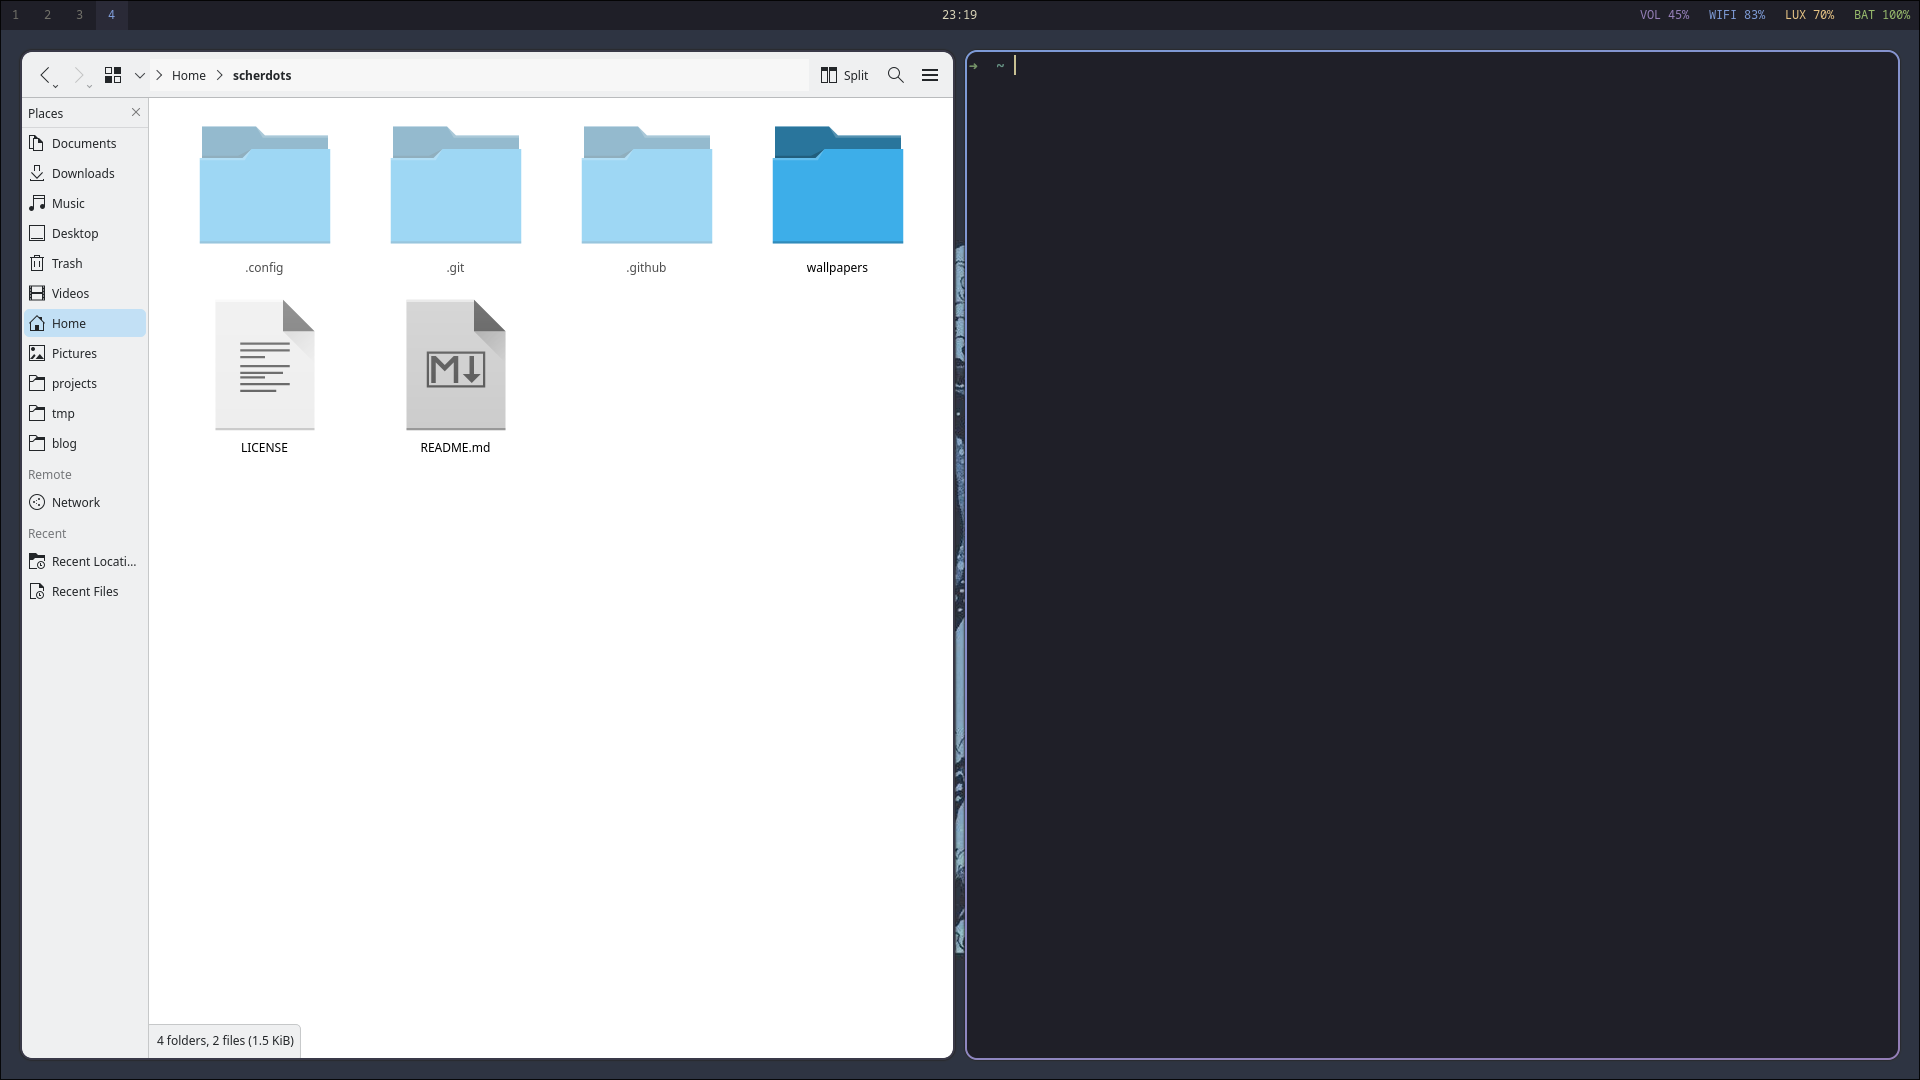 1 2 3 4
23:19
VOL 45% WIFI 83% LUX 70% BAT 100%
Home
scherdots
Split
➜ ~
Places
Documents
Downloads
Music
Desktop
Trash
Videos
Home
Pictures
projects
tmp
blog
Remote
Network
Recent
Recent Locati...
Recent Files
.config
.git
.github
wallpapers
M
LICENSE
README.md
4 folders, 2 files (1.5 KiB)